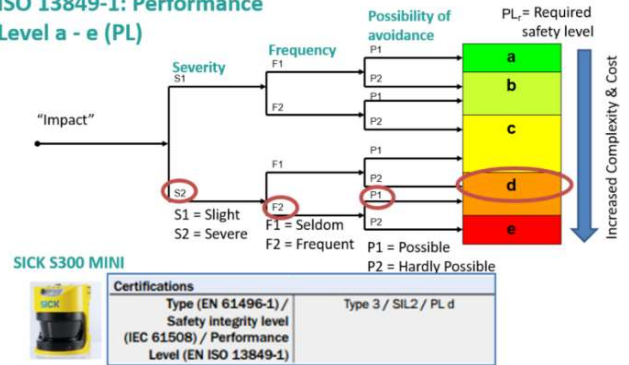 ISO 13849-1: Performance
Level a - e (PL)
Possibility of
avoidance
PLr= Required
safety level
Severity
Frequency
"Impact"
S1
F1
P1
P2
F2
P1
P2
S2
F1
P1
P2
F2
P1
P2
a
b
c
d
e
Increased Complexity & Cost
S1 = Slight
S2 = Severe
F1 = Seldom
F2 = Frequent
P1 = Possible
P2 = Hardly Possible
SICK S300 MINI
SICK
Certifications
Type (EN 61496-1) /
Safety integrity level
(IEC 61508) / Performance
Level (EN ISO 13849-1)
Type 3 / SIL2 / PL d